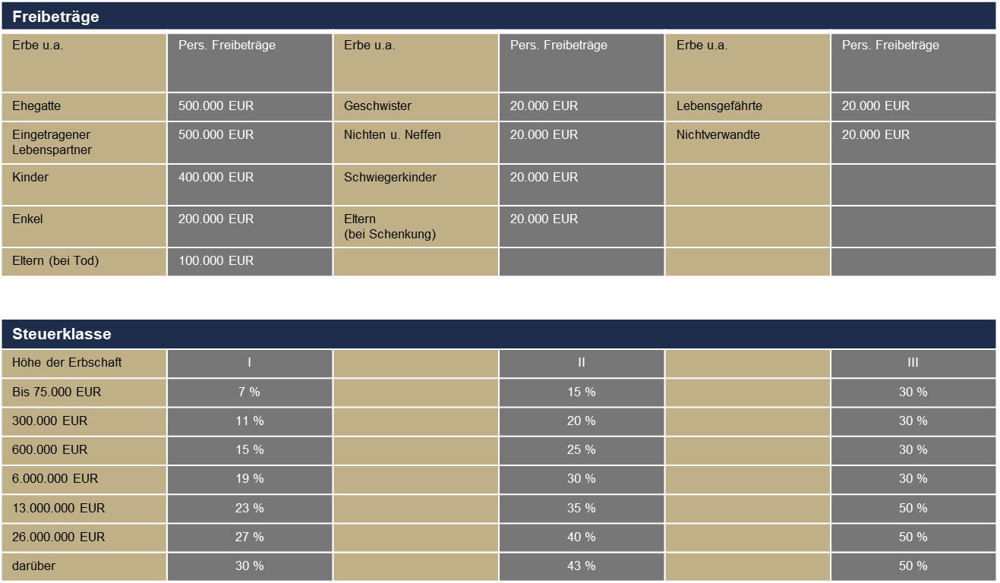 Freibeträge
Erbe u.a. Pers. Freibeträge Erbe u.a. Pers. Freibeträge Erbe u.a. Pers. Freibeträge
Ehegatte 500.000 EUR Geschwister 20.000 EUR Lebensgefährte 20.000 EUR
Eingetragener 500.000 EUR Nichten u. Neffen 20.000 EUR Nichtverwandte 20.000 EUR
Lebenspartner
Kinder 400.000 EUR Schwiegerkinder 20.000 EUR
Enkel 200.000 EUR Eltern 20.000 EUR
(bei Schenkung)
Eltern (bei Tod) 100.000 EUR
Steuerklasse
Höhe der Erbschaft I II III
Bis 75.000 EUR 7 % 15 % 30 %
300.000 EUR 11 % 20 % 30 %
600.000 EUR 15 % 25 % 30 %
6.000.000 EUR 19 % 30 % 30 %
13.000.000 EUR 23 % 35 % 50 %
26.000.000 EUR 27 % 40 % 50 %
darüber 30 % 43 % 50 %